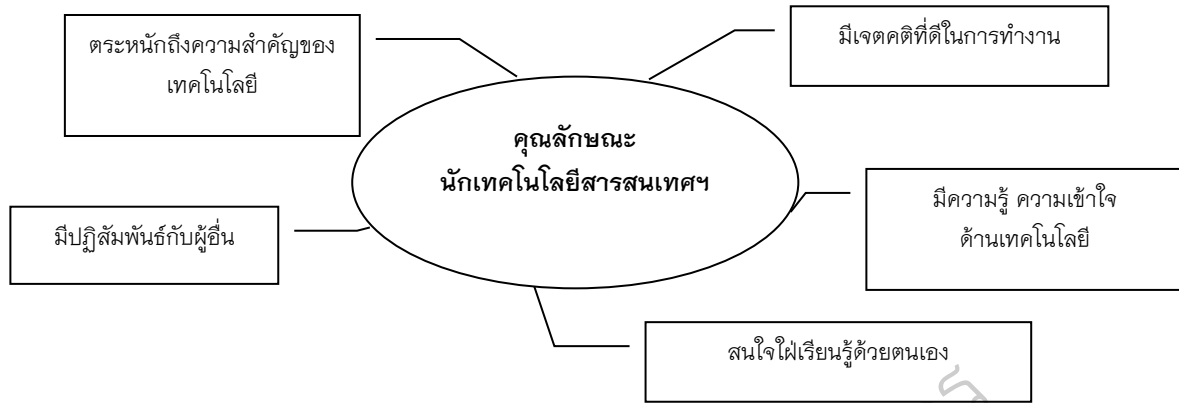 ตระหนักถึงความสำคัญของ
เทคโนโลยี
มีเจตคติที่ดีในการทำงาน
คุณลักษณะ
นักเทคโนโลยีสารสนเทศฯ
มีความรู้ ความเข้าใจ
ด้านเทคโนโลยี
มีปฏิสัมพันธ์กับผู้อื่น
สนใจใฝ่เรียนรู้ด้วยตนเอง